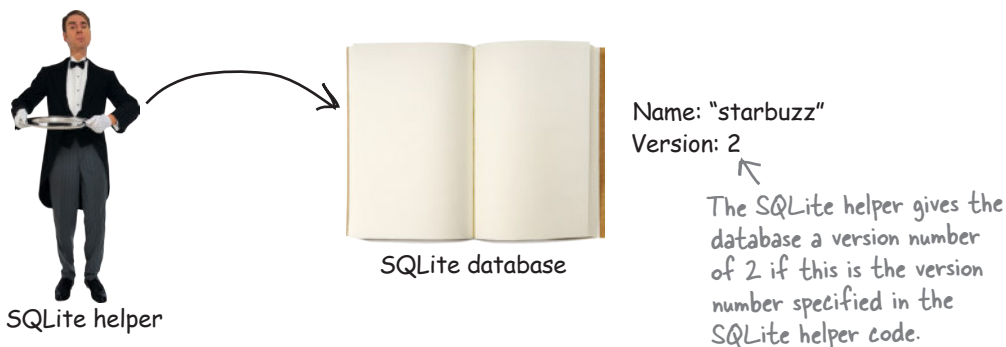 Name: “starbuzz”
Version: 2
The SQLite helper gives the
database a version number
of 2 if this is the version
number specified in the
SQLite helper code.
SQLite database
SQLite helper